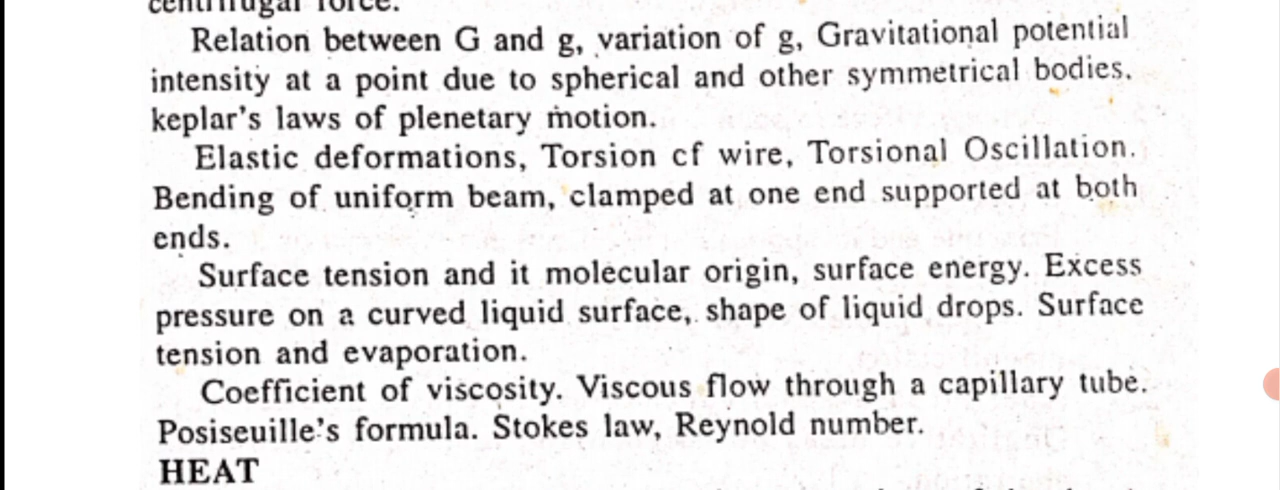 centrifugal force.
Relation between G and g, variation of g, Gravitational potential
intensity at a point due to spherical and other symmetrical bodies.
keplar's laws of plenetary motion.
Elastic deformations, Torsion cf wire, Torsional Oscillation.
Bending of uniform beam, clamped at one end supported at both
ends.
Surface tension and it molecular origin, surface energy. Excess
pressure on a curved liquid surface, shape of liquid drops. Surface
tension and evaporation.
Coefficient of viscosity. Viscous flow through a capillary tube.
Posiseuille's formula. Stokes law, Reynold number.
HEAT